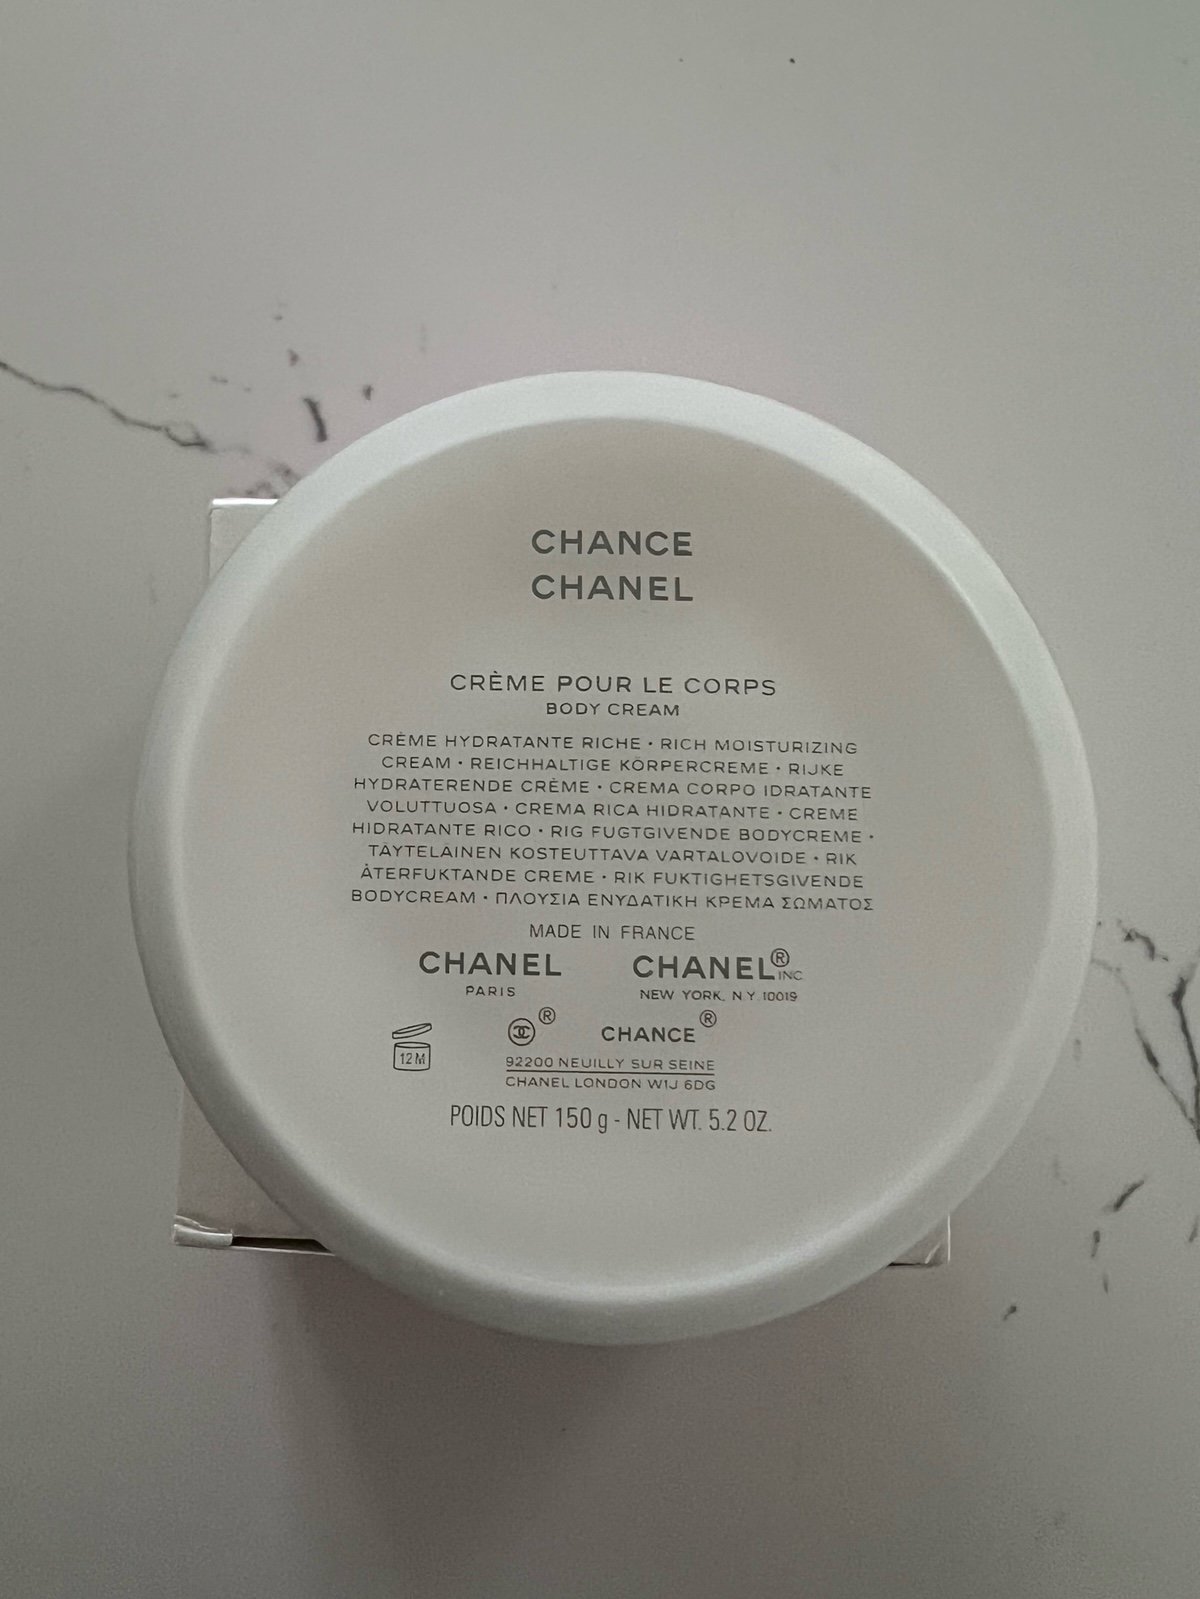 CHANCE
CHANEL
CRÈME POUR LE CORPS
BODY CREAM
CRÈME HYDRATANTE RICHE • RICH MOISTURIZING
CREAM • REICHHALTIGE KÖRPERCREME • RIJKE
HYDRATERENDE CRÈME • CREMA CORPO IDRATANTE
VOLUTTUOSA • CREMA RICA HIDRATANTE • CREME
HIDRATANTE RICO • RIG FUGTGIVENDE BODYCREME •
TÄYTELÄINEN KOSTEUTTAVA VARTALOVOIDE • RIK
ÅTERFUKTANDE CREME • RIK FUKTIGHETSGIVENDE
BODYCREAM • ΠΛΟΥΣΙΑ ΕΝΥΔΑΤΙΚΗ ΚΡΕΜΑ ΣΩΜΑΤΟΣ
MADE IN FRANCE
CHANEL CHANEL® INC.
PARIS NEW YORK, N.Y. 10019
12 M ® CHANCE®
92200 NEUILLY SUR SEINE
CHANEL LONDON W1J 6DG
POIDS NET 150 g - NET WT. 5.2 OZ.